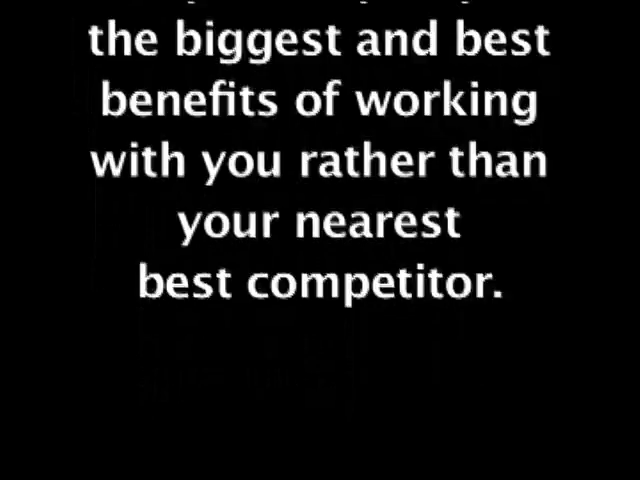 the biggest and best
benefits of working
with you rather than
your nearest
best competitor.